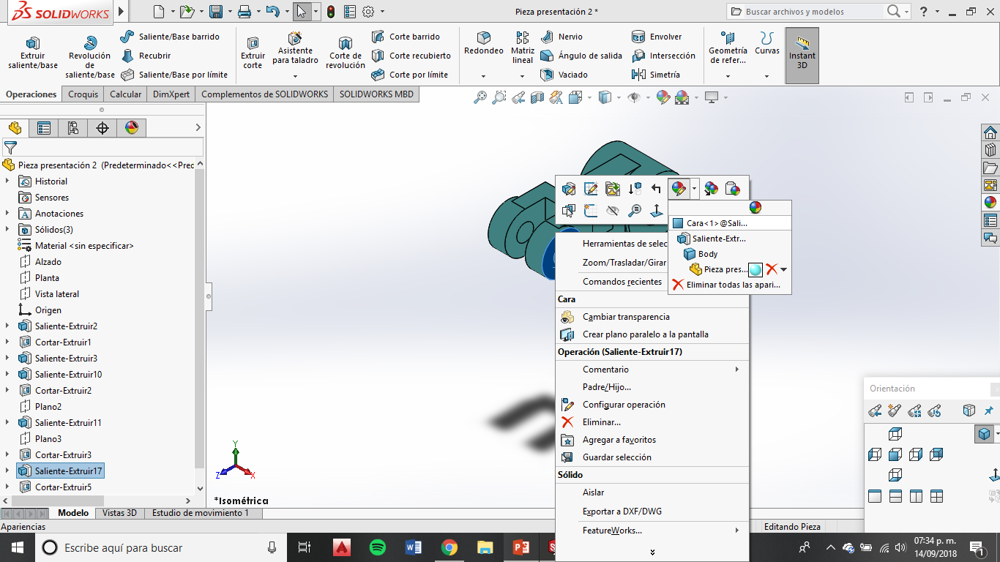 SOLIDWORKS
Pieza presentación 2 *
Buscar archivos y modelos
Extruir saliente/base
Revolución de saliente/base
Saliente/Base barrido
Recubrir
Saliente/Base por límite
Extruir corte
Asistente para taladro
Corte de revolución
Corte barrido
Corte recubierto
Corte por límite
Redondeo
Matriz lineal
Nervio
Ángulo de salida
Vaciado
Envolver
Intersección
Simetría
Geometría de refer...
Curvas
Instant 3D
Operaciones
Croquis
Calcular
DimXpert
Complementos de SOLIDWORKS
SOLIDWORKS MBD
Pieza presentación 2 (Predeterminado<<Prec
Historial
Sensores
Anotaciones
Sólidos(3)
Material <sin especificar>
Alzado
Planta
Vista lateral
Origen
Saliente-Extruir2
Cortar-Extruir1
Saliente-Extruir3
Saliente-Extruir10
Cortar-Extruir2
Plano2
Saliente-Extruir11
Plano3
Cortar-Extruir3
Saliente-Extruir17
Cortar-Extruir5
Cara<1>@Sali...
Saliente-Extr...
Body
Pieza pres...
Eliminar todas las apari...
Herramientas de selec
Zoom/Trasladar/Girar
Comandos recientes
Cara
Cambiar transparencia
Crear plano paralelo a la pantalla
Operación (Saliente-Extruir17)
Comentario
Padre/Hijo...
Configurar operación
Eliminar...
Agregar a favoritos
Guardar selección
Sólido
Aislar
Exportar a DXF/DWG
FeatureWorks...
Orientación
Y
Z
X
*Isométrica
Modelo
Vistas 3D
Estudio de movimiento 1
Apariencias
Editando Pieza
Escribe aquí para buscar
07:34 p. m.
14/09/2018
1